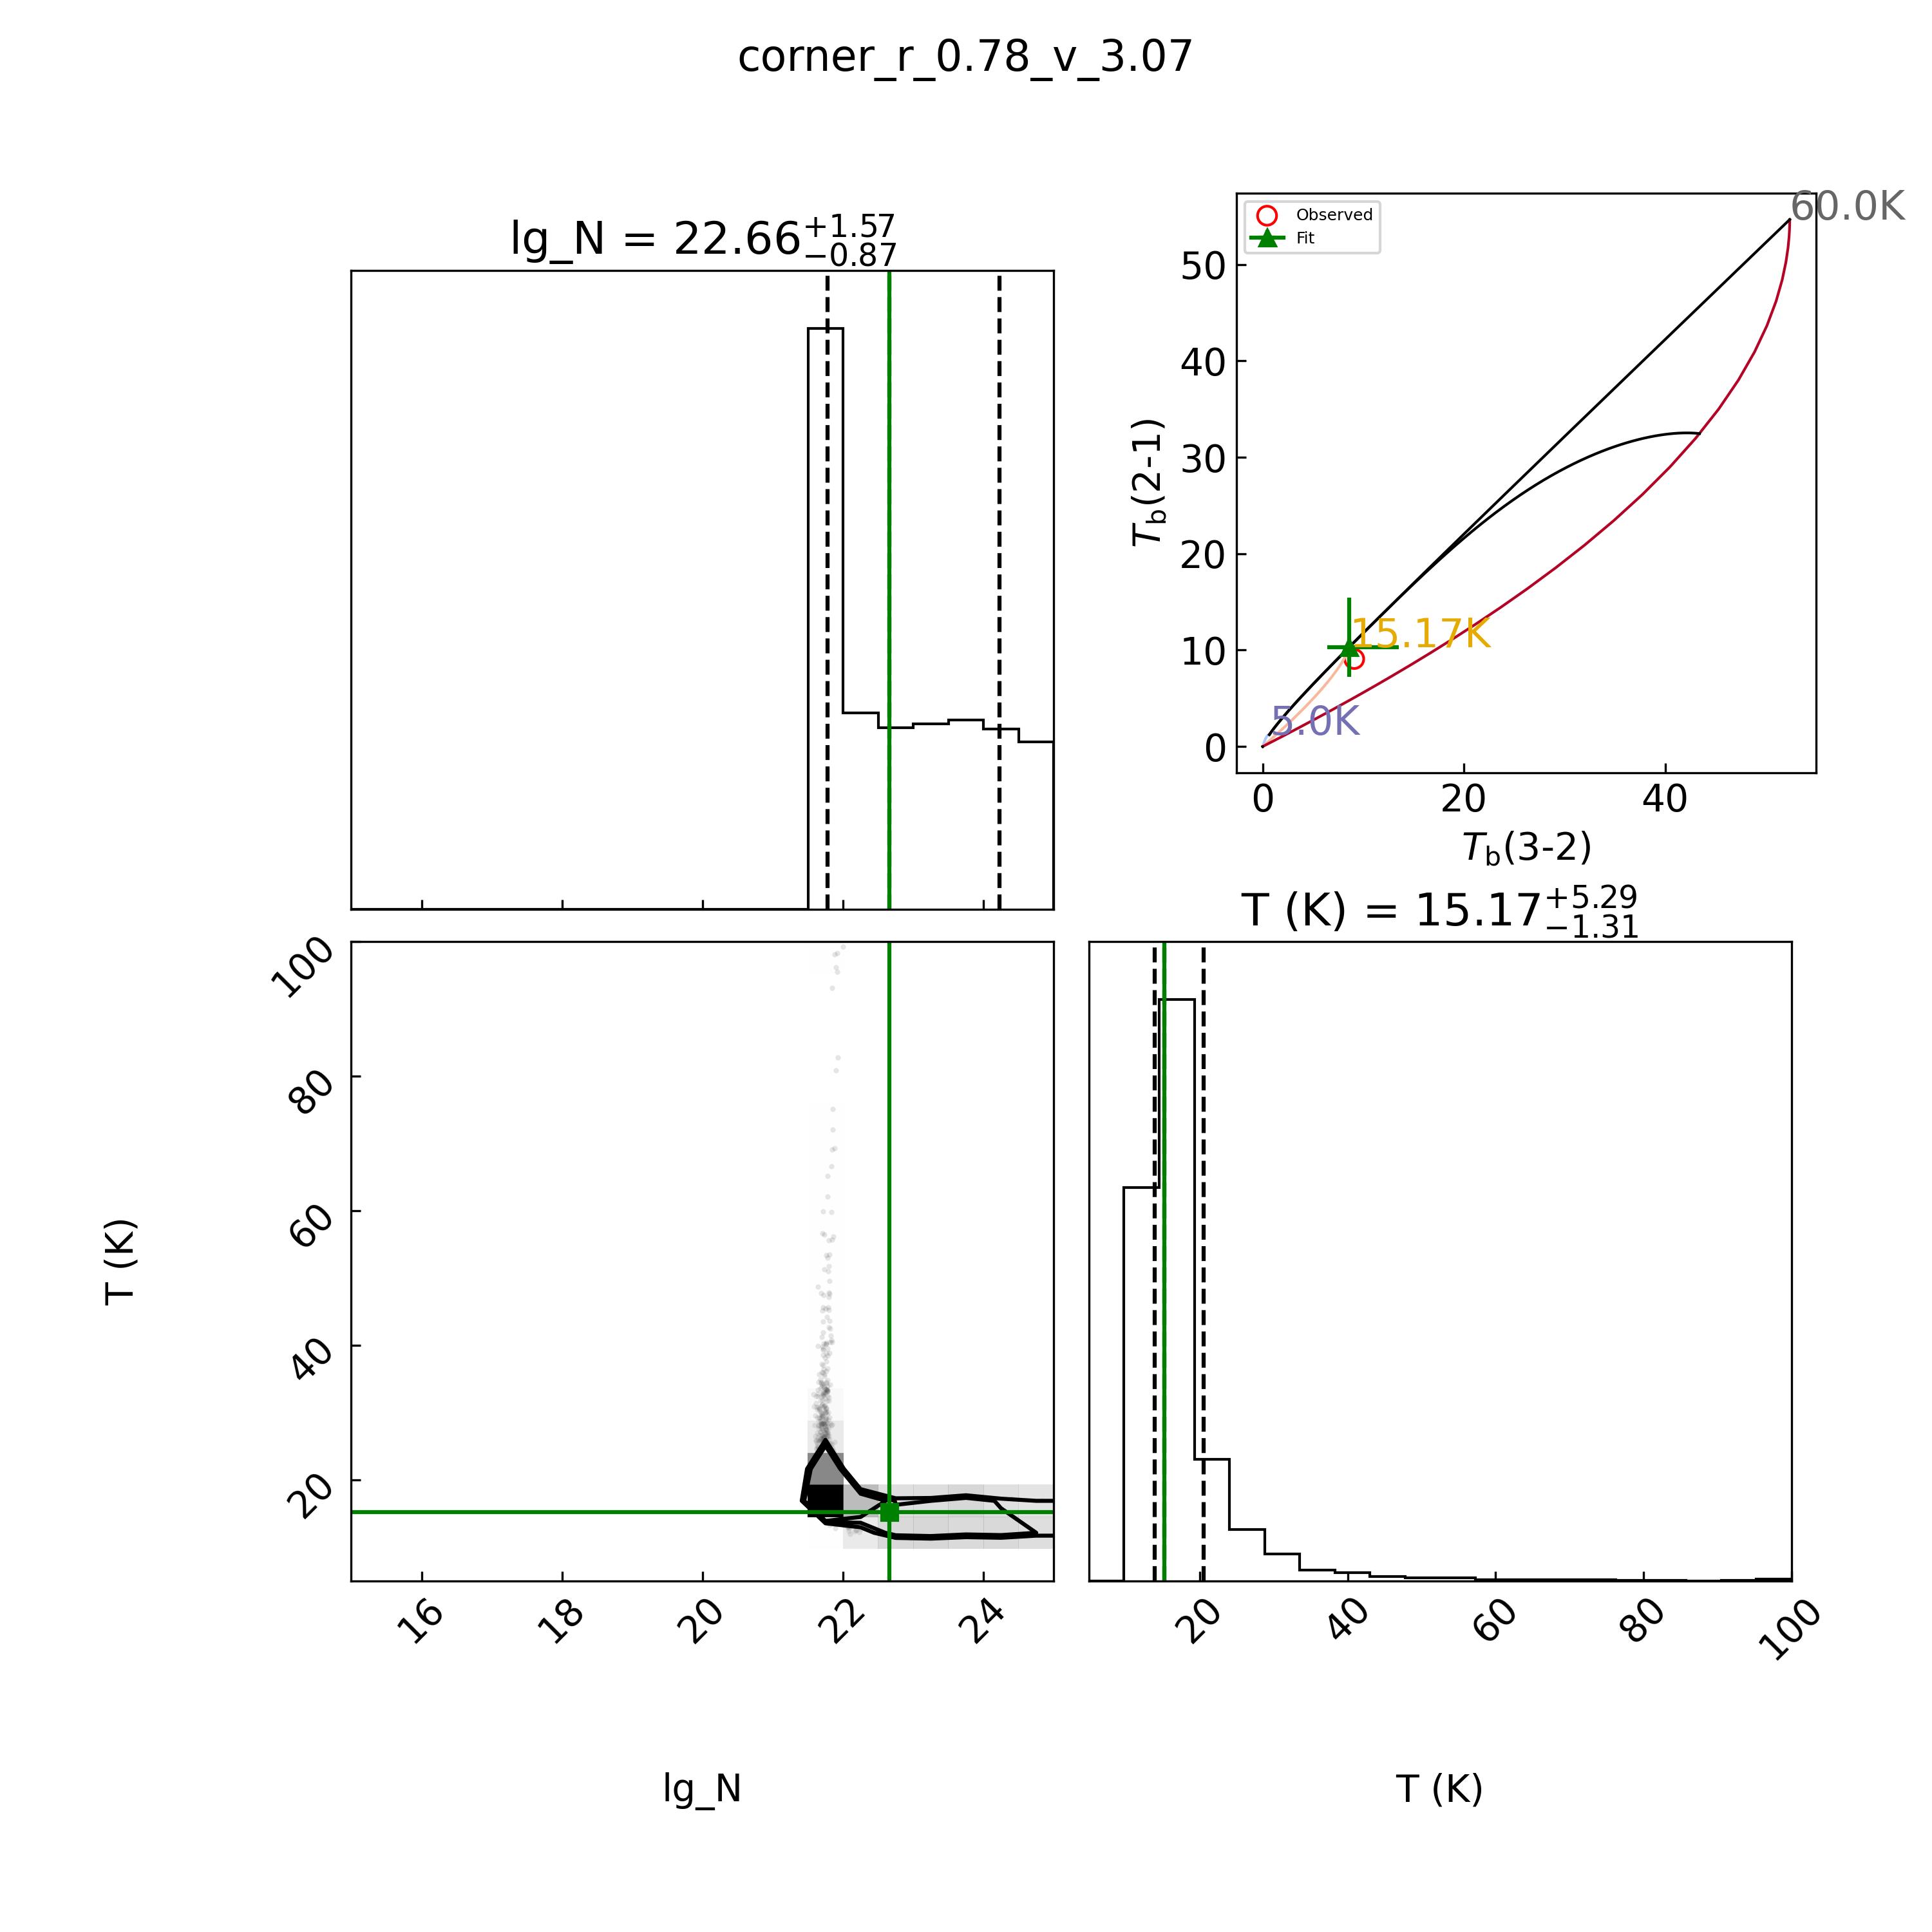 corner_r_0.78_v_3.07
lg_N = 22.66+1.57
−0.87
60.0K
Observed
Fit
50
40
30
20
10
0
Tb(2-1)
15.17K
5.0K
0 20 40
Tb(3-2)
T (K) = 15.17+5.29
−1.31
100
80
60
40
20
T (K)
16 18 20 22 24
20 40 60 80 100
lg_N
T (K)